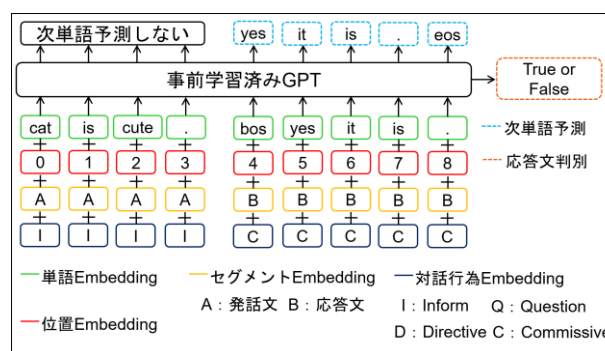 次単語予測しない yes it is . eos
事前学習済みGPT True or
False
cat is cute . bos yes it is .
+ + + + + + + + +
0 1 2 3 4 5 6 7 8
+ + + + + + + + +
A A A A B B B B B
+ + + + + + + + +
I I I I C C C C C
次単語予測
応答文判別
単語Embedding セグメントEmbedding 対話行為Embedding
A：発話文 B：応答文 I：Inform Q：Question
位置Embedding D：Directive C：Commissive